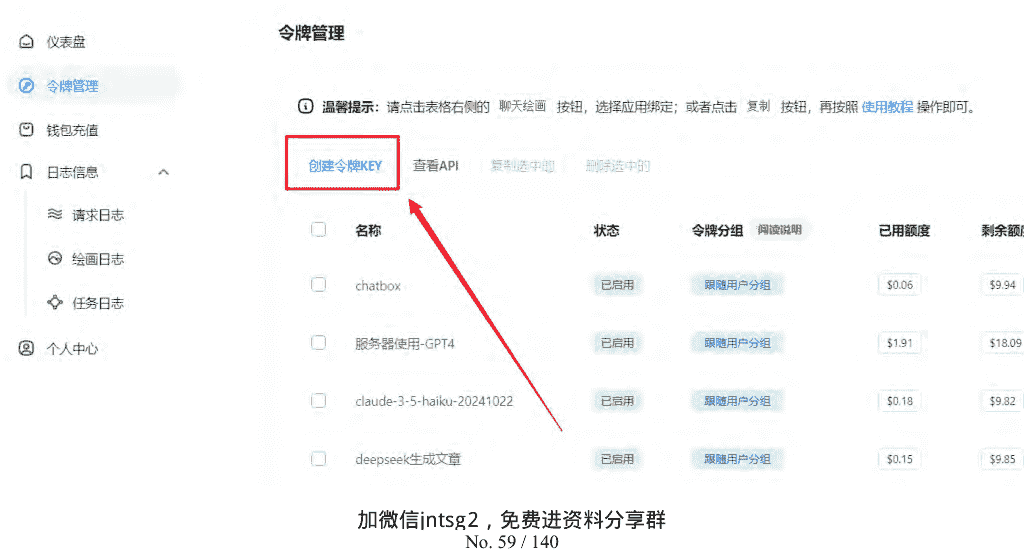 令牌管理
仪表盘
令牌管理
钱包充值
日志信息
请求日志
绘画日志
任务日志
个人中心
温馨提示：请点击表格右侧的 聊天绘画 按钮，选择应用绑定；或者点击 复制 按钮，再按照 使用教程 操作即可。
创建令牌KEY 查看API 复制选中的 删除选中的
名称 状态 令牌分组 阅读说明 已用额度 剩余额度
chatbox 已启用 跟随用户分组 $0.06 $9.94
服务器使用-GPT4 已启用 跟随用户分组 $1.91 $18.09
claude-3-5-haiku-20241022 已启用 跟随用户分组 $0.18 $9.82
deepseek生成文章 已启用 跟随用户分组 $0.15 $9.85
加微信jntsg2，免费进资料分享群
No. 59 / 140